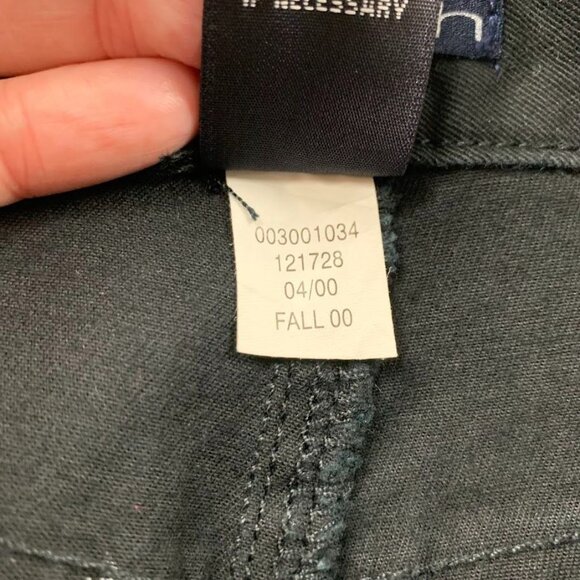 IF NECESSARY
003001034
121728
04/00
FALL 00